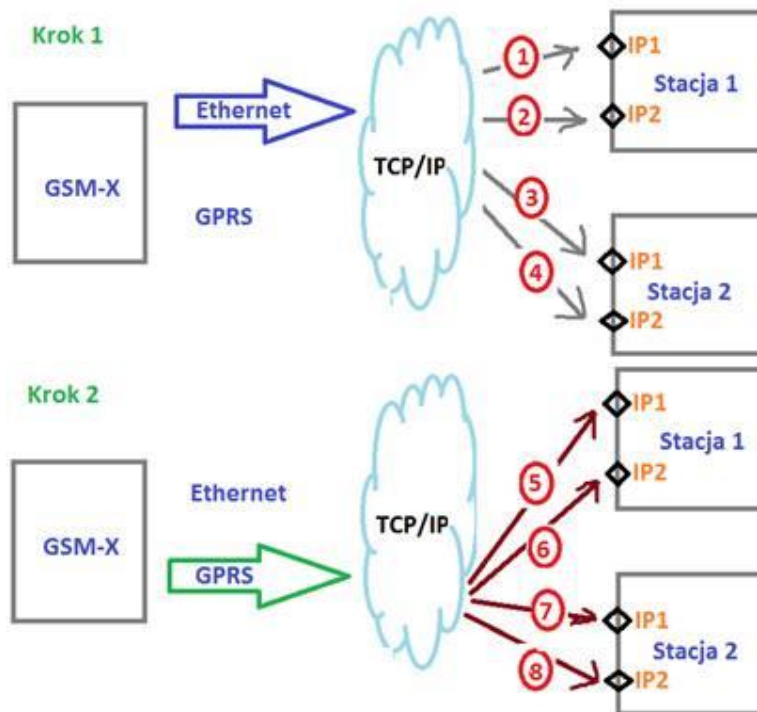 Krok 1
GSM-X
Ethernet
GPRS
TCP/IP
1
2
3
4
IP1
Stacja 1
IP2
IP1
Stacja 2
IP2
Krok 2
GSM-X
Ethernet
GPRS
TCP/IP
5
6
7
8
IP1
Stacja 1
IP2
IP1
Stacja 2
IP2